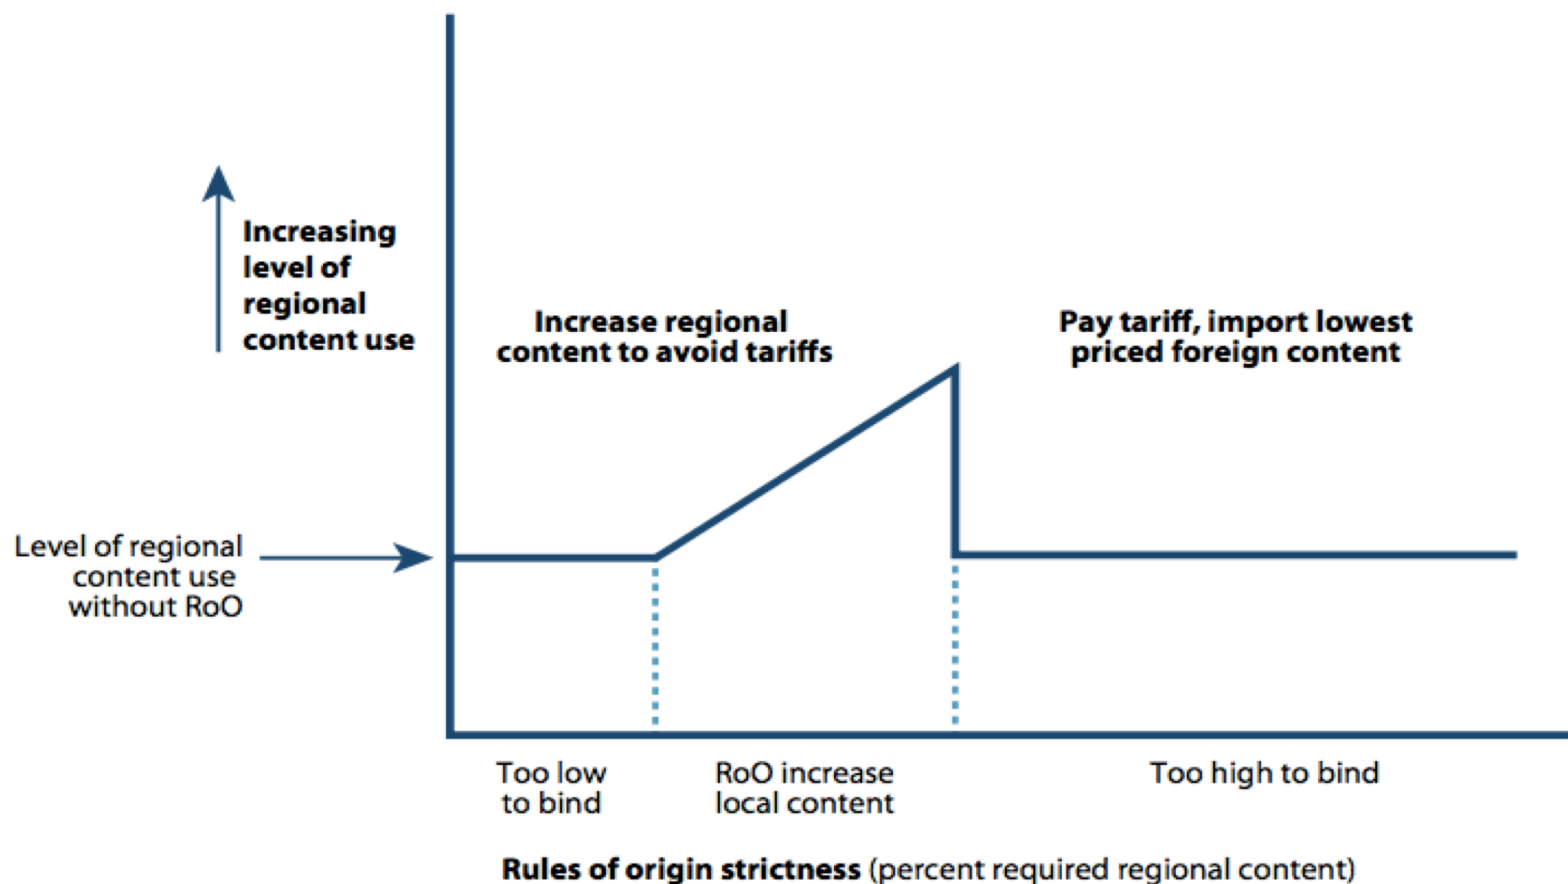 Increasing
level of
regional
content use
Increase regional
content to avoid tariffs
Pay tariff, import lowest
priced foreign content
Level of regional
content use
without RoO
Too low
to bind
RoO increase
local content
Too high to bind
Rules of origin strictness (percent required regional content)